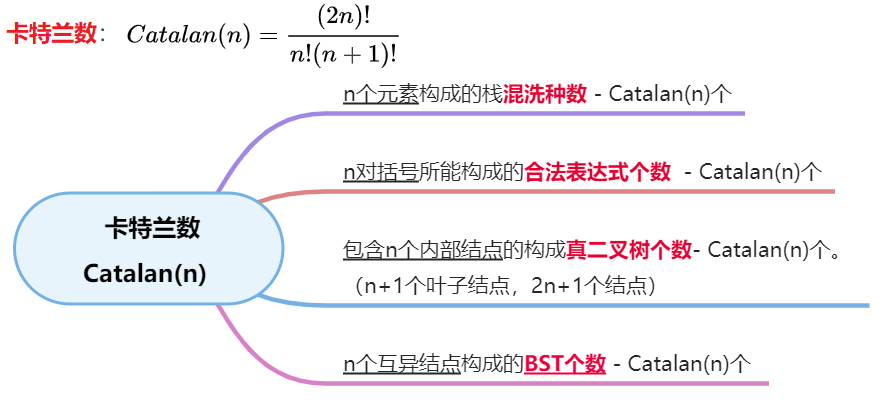 卡特兰数： Catalan(n) = (2n)! / n!(n + 1)!
n个元素构成的栈混洗种数 - Catalan(n)个
n对括号所能构成的合法表达式个数 - Catalan(n)个
卡特兰数
Catalan(n)
包含n个内部结点的构成真二叉树个数- Catalan(n)个。
（n+1个叶子结点，2n+1个结点）
n个互异结点构成的BST个数 - Catalan(n)个